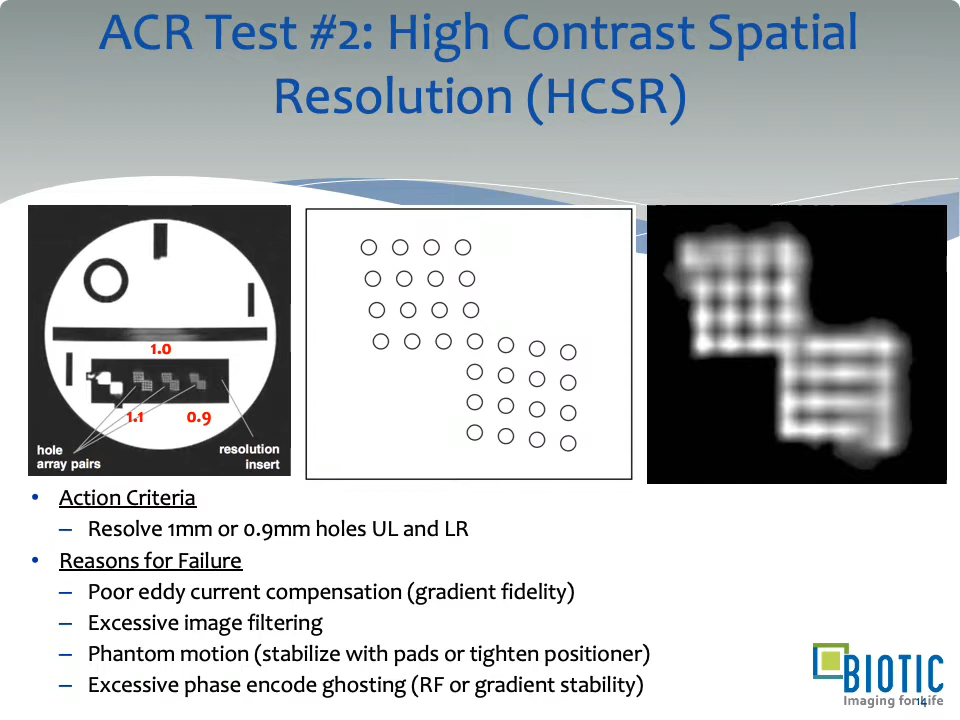 ACR Test #2: High Contrast Spatial
Resolution (HCSR)
1.0
1.1
0.9
hole
array pairs
resolution
insert
• Action Criteria
– Resolve 1mm or 0.9mm holes UL and LR
• Reasons for Failure
– Poor eddy current compensation (gradient fidelity)
– Excessive image filtering
– Phantom motion (stabilize with pads or tighten positioner)
– Excessive phase encode ghosting (RF or gradient stability)
BIOTIC
Imaging for Life
14